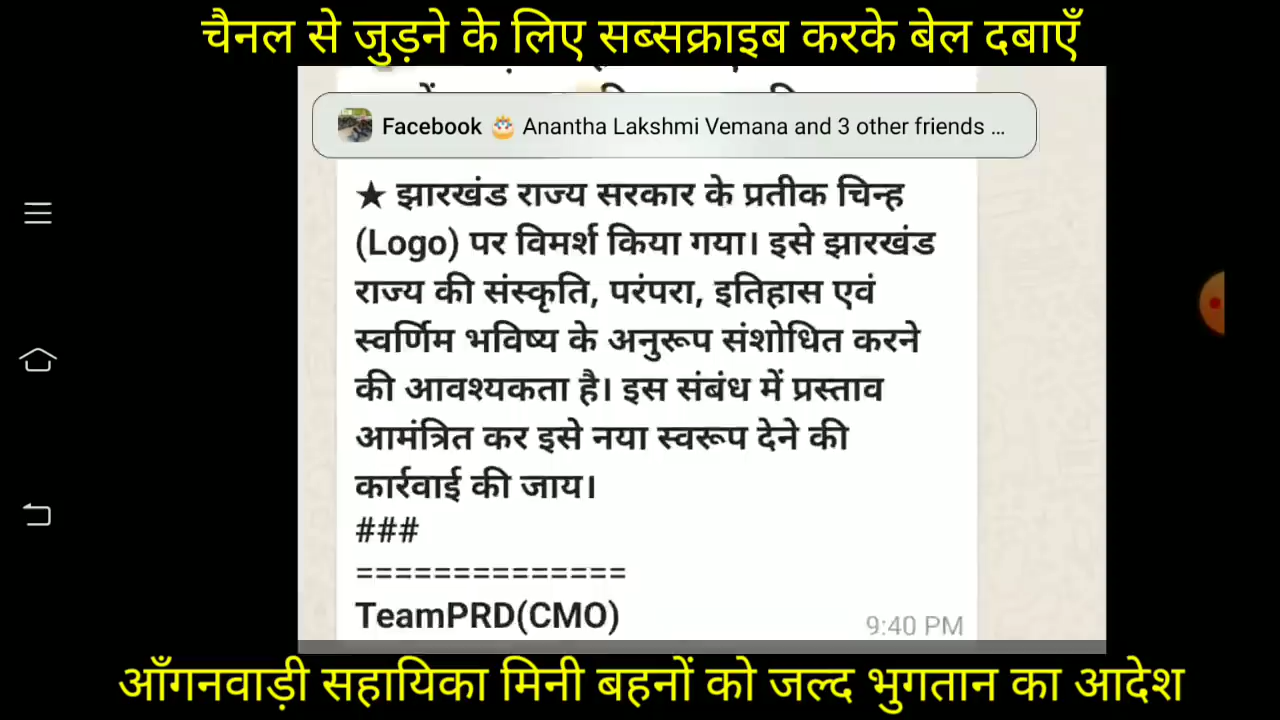 चैनल से जुड़ने के लिए सब्सक्राइब करके बेल दबाएँ
Facebook 🎂 Anantha Lakshmi Vemana and 3 other friends ...
★ झारखंड राज्य सरकार के प्रतीक चिन्ह
(Logo) पर विमर्श किया गया। इसे झारखंड
राज्य की संस्कृति, परंपरा, इतिहास एवं
स्वर्णिम भविष्य के अनुरूप संशोधित करने
की आवश्यकता है। इस संबंध में प्रस्ताव
आमंत्रित कर इसे नया स्वरूप देने की
कार्रवाई की जाय।
###
==============
TeamPRD(CMO)
9:40 PM
आँगनवाड़ी सहायिका मिनी बहनों को जल्द भुगतान का आदेश